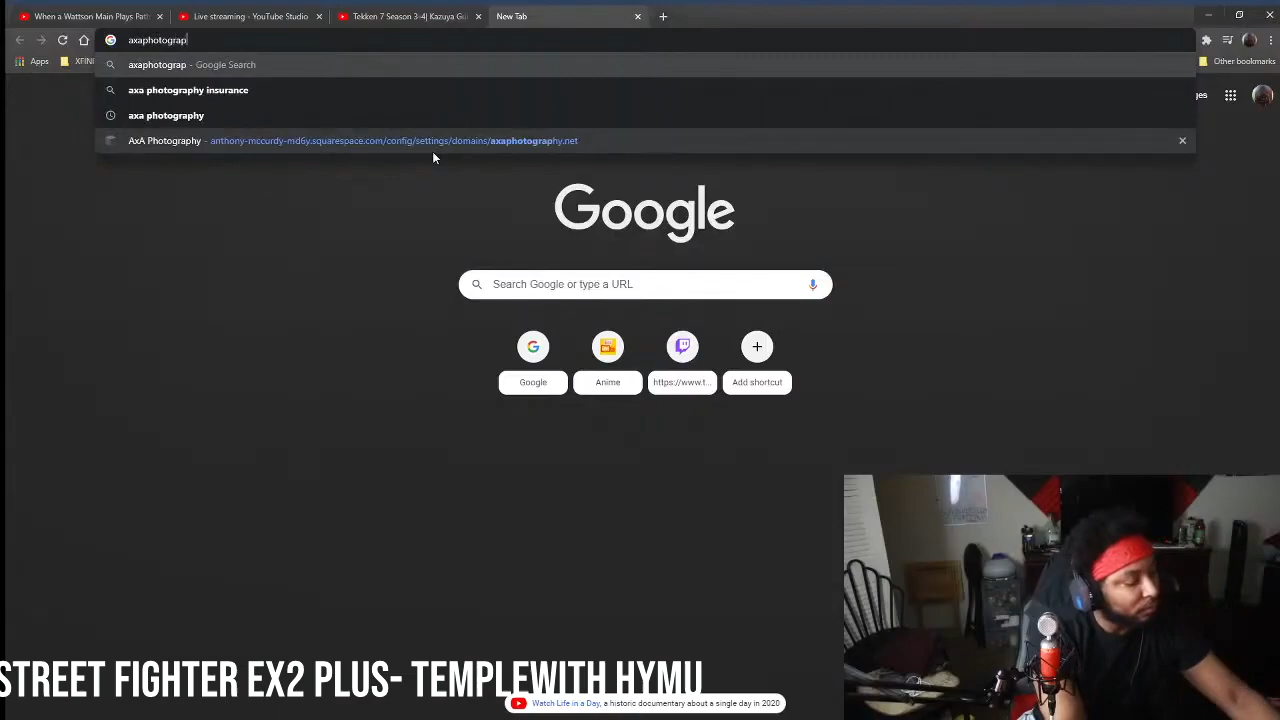 When a Wattson Main Plays Path
Live streaming - YouTube Studio
Tekken 7 Season 3-4| Kazuya Gu
New Tab
axaphotograp
Apps
XFINI
Other bookmarks
axaphotograp - Google Search
axa photography insurance
axa photography
AxA Photography - anthony-mccurdy-md6y.squarespace.com/config/settings/domains/axaphotography.net
ges
Google
Search Google or type a URL
Google
Anime
https://www.t...
Add shortcut
STREET FIGHTER EX2 PLUS- TEMPLEWITH HYMU
Watch Life in a Day, a historic documentary about a single day in 2020